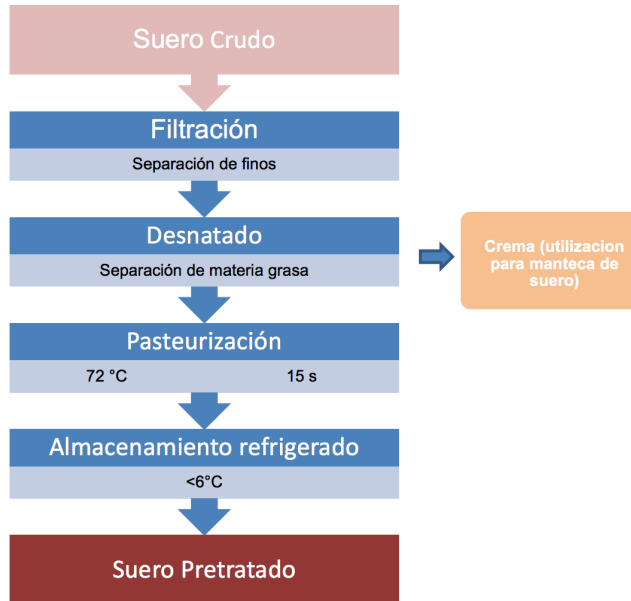 Suero Crudo
Filtración
Separación de finos
Desnatado
Separación de materia grasa
Crema (utilizacion
para manteca de
suero)
Pasteurización
72 °C 15 s
Almacenamiento refrigerado
<6°C
Suero Pretratado